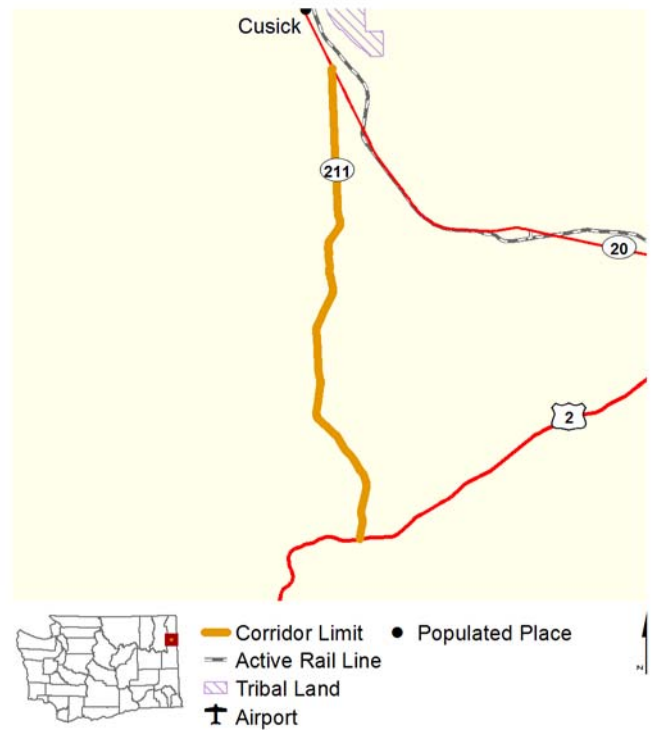 Cusick
211
20
2
Corridor Limit
Populated Place
Active Rail Line
Tribal Land
Airport
N